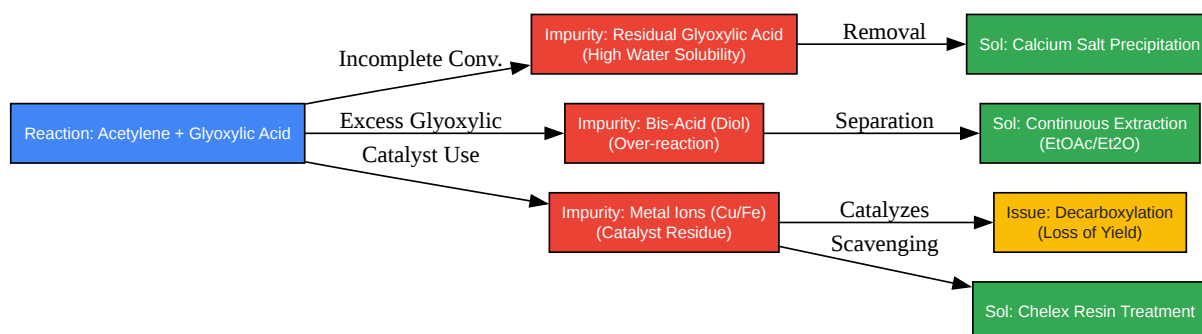 Reaction: Acetylene + Glyoxylic Acid
Incomplete Conv.
Excess Glyoxylic
Catalyst Use
Impurity: Residual Glyoxylic Acid
(High Water Solubility)
Removal
Sol: Calcium Salt Precipitation
Impurity: Bis-Acid (Diol)
(Over-reaction)
Separation
Sol: Continuous Extraction
(EtOAc/Et2O)
Impurity: Metal Ions (Cu/Fe)
(Catalyst Residue)
Catalyzes
Issue: Decarboxylation
(Loss of Yield)
Scavenging
Sol: Chelex Resin Treatment